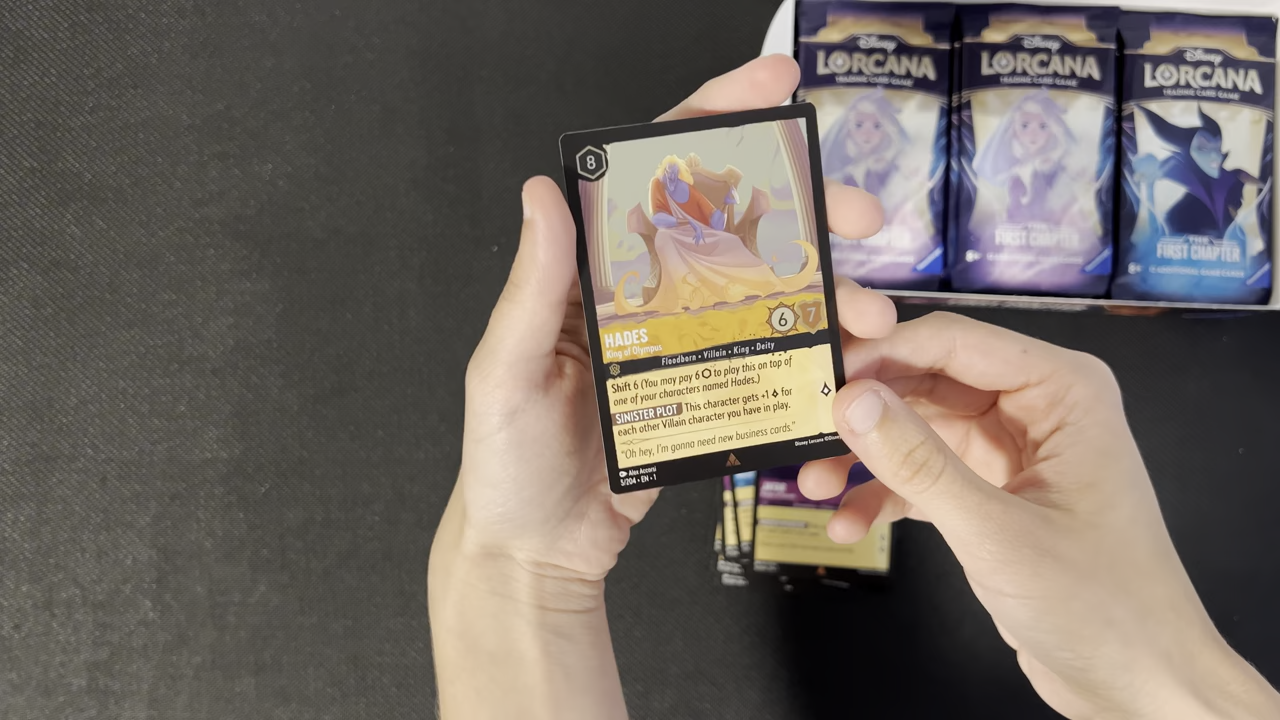 Disney
LORCANA
TRADING CARD GAME
Disney
LORCANA
TRADING CARD GAME
Disney
LORCANA
TRADING CARD GAME
FIRST CHAPTER
THE
FIRST CHAPTER
8
6
7
HADES
King of Olympus
Floodborn • Villain • King • Deity
Shift 6 (You may pay 6 to play this on top of
one of your characters named Hades.)
SINISTER PLOT This character gets +1 for
each other Villain character you have in play.
"Oh hey, I'm gonna need new business cards."
Alex Accorsi
Disney Lorcana ©Disney
5/204 • EN • 1